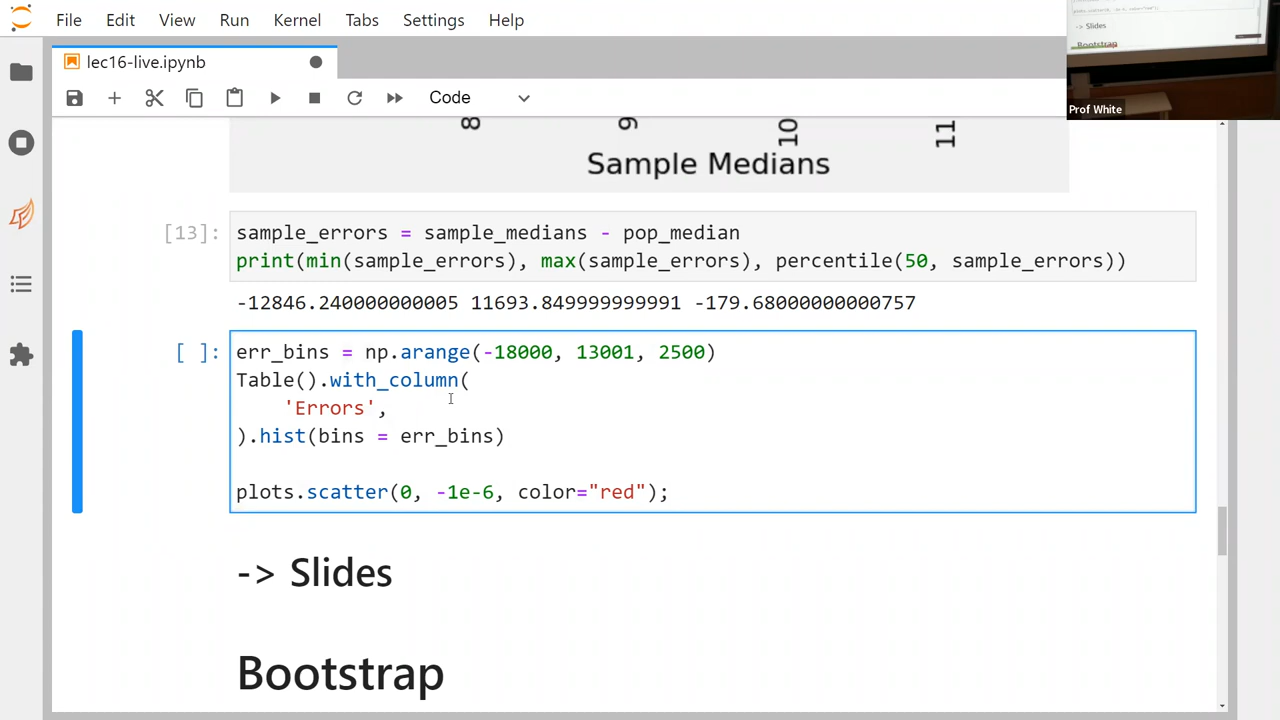 File Edit View Run Kernel Tabs Settings Help
-> Slides
Bootstrap
Prof White
lec16-live.ipynb
Code
8 9 10 11
Sample Medians
[13]: sample_errors = sample_medians - pop_median
print(min(sample_errors), max(sample_errors), percentile(50, sample_errors))
-12846.240000000005 11693.849999999991 -179.68000000000757
[ ]: err_bins = np.arange(-18000, 13001, 2500)
Table().with_column(
'Errors',
).hist(bins = err_bins)
plots.scatter(0, -1e-6, color="red");
-> Slides
Bootstrap